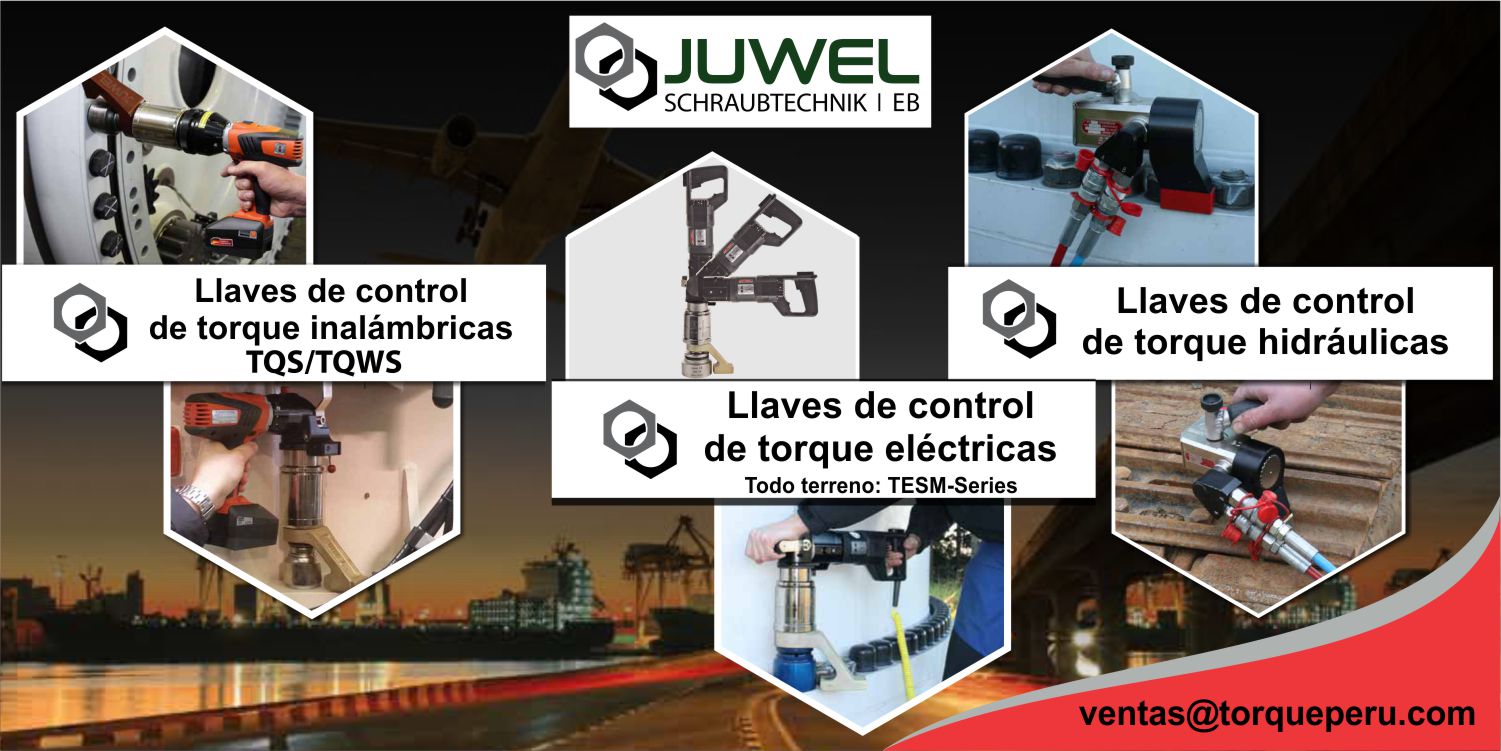 JUWEL
SCHRAUBTECHNIK | EB
Llaves de control
de torque inalámbricas
TQS/TQWS
Llaves de control
de torque eléctricas
Todo terreno: TESM-Series
Llaves de control
de torque hidráulicas
ventas@torqueperu.com